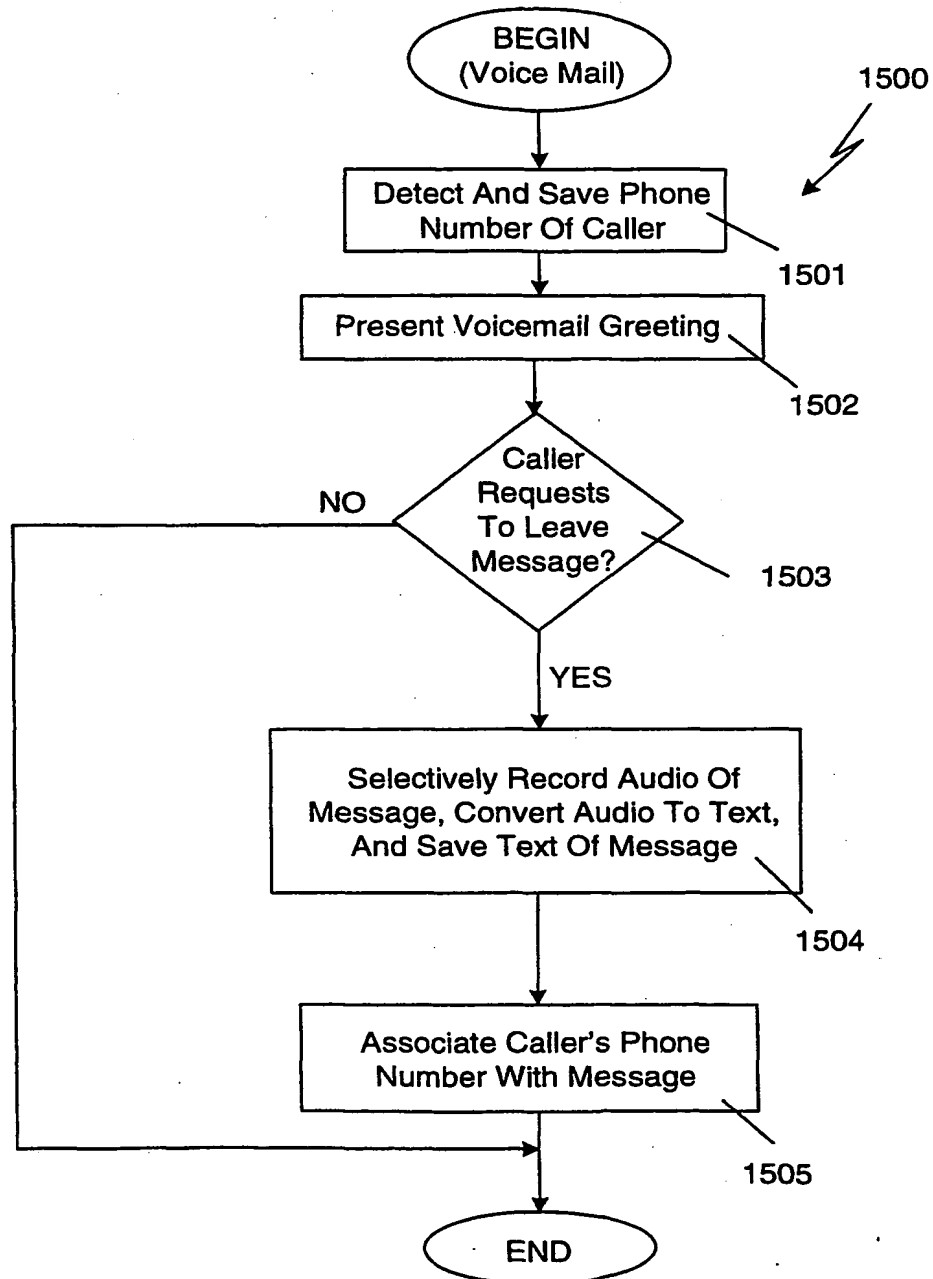 BEGIN
(Voice Mail)
1500
Detect And Save Phone
Number Of Caller
1501
Present Voicemail Greeting
1502
Caller
Requests
To Leave
Message?
NO
1503
YES
Selectively Record Audio Of
Message, Convert Audio To Text,
And Save Text Of Message
1504
Associate Caller's Phone
Number With Message
1505
END